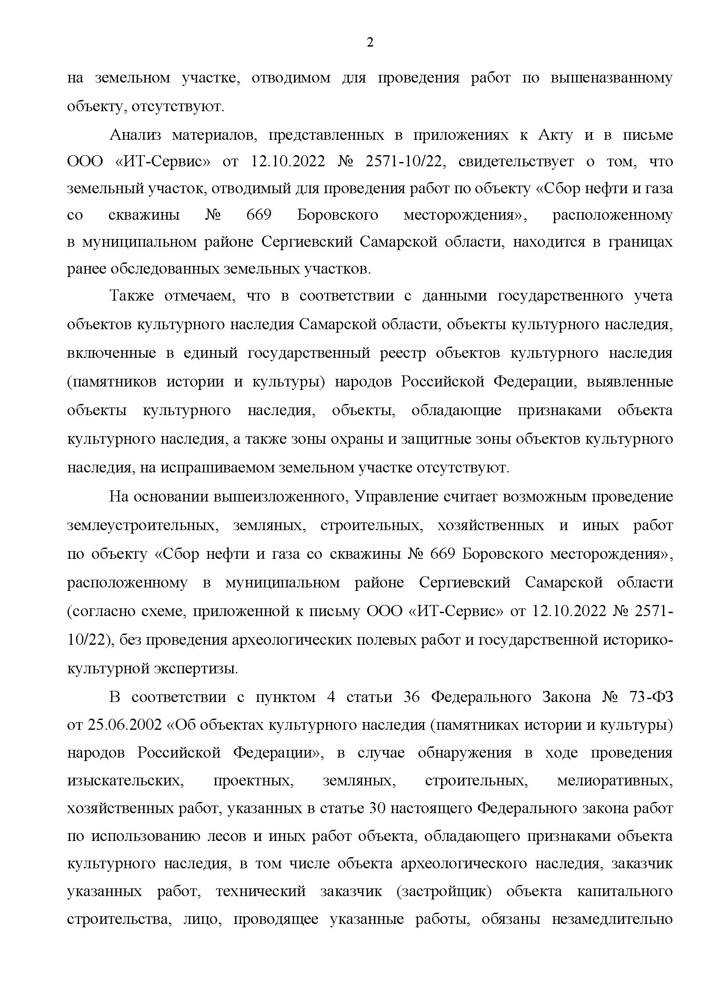 2
на земельном участке, отводимом для проведения работ по вышеназванному
объекту, отсутствуют.
Анализ материалов, представленных в приложениях к Акту и в письме
ООО «ИТ-Сервис» от 12.10.2022 № 2571-10/22, свидетельствует о том, что
земельный участок, отводимый для проведения работ по объекту «Сбор нефти и газа
со скважины № 669 Боровского месторождения», расположенному
в муниципальном районе Сергиевский Самарской области, находится в границах
ранее обследованных земельных участков.
Также отмечаем, что в соответствии с данными государственного учета
объектов культурного наследия Самарской области, объекты культурного наследия,
включенные в единый государственный реестр объектов культурного наследия
(памятников истории и культуры) народов Российской Федерации, выявленные
объекты культурного наследия, объекты, обладающие признаками объекта
культурного наследия, а также зоны охраны и защитные зоны объектов культурного
наследия, на испрашиваемом земельном участке отсутствуют.
На основании вышеизложенного, Управление считает возможным проведение
землеустроительных, земляных, строительных, хозяйственных и иных работ
по объекту «Сбор нефти и газа со скважины № 669 Боровского месторождения»,
расположенному в муниципальном районе Сергиевский Самарской области
(согласно схеме, приложенной к письму ООО «ИТ-Сервис» от 12.10.2022 № 2571-
10/22), без проведения археологических полевых работ и государственной историко-
культурной экспертизы.
В соответствии с пунктом 4 статьи 36 Федерального Закона № 73-ФЗ
от 25.06.2002 «Об объектах культурного наследия (памятниках истории и культуры)
народов Российской Федерации», в случае обнаружения в ходе проведения
изыскательских, проектных, земляных, строительных, мелиоративных,
хозяйственных работ, указанных в статье 30 настоящего Федерального закона работ
по использованию лесов и иных работ объекта, обладающего признаками объекта
культурного наследия, в том числе объекта археологического наследия, заказчик
указанных работ, технический заказчик (застройщик) объекта капитального
строительства, лицо, проводящее указанные работы, обязаны незамедлительно